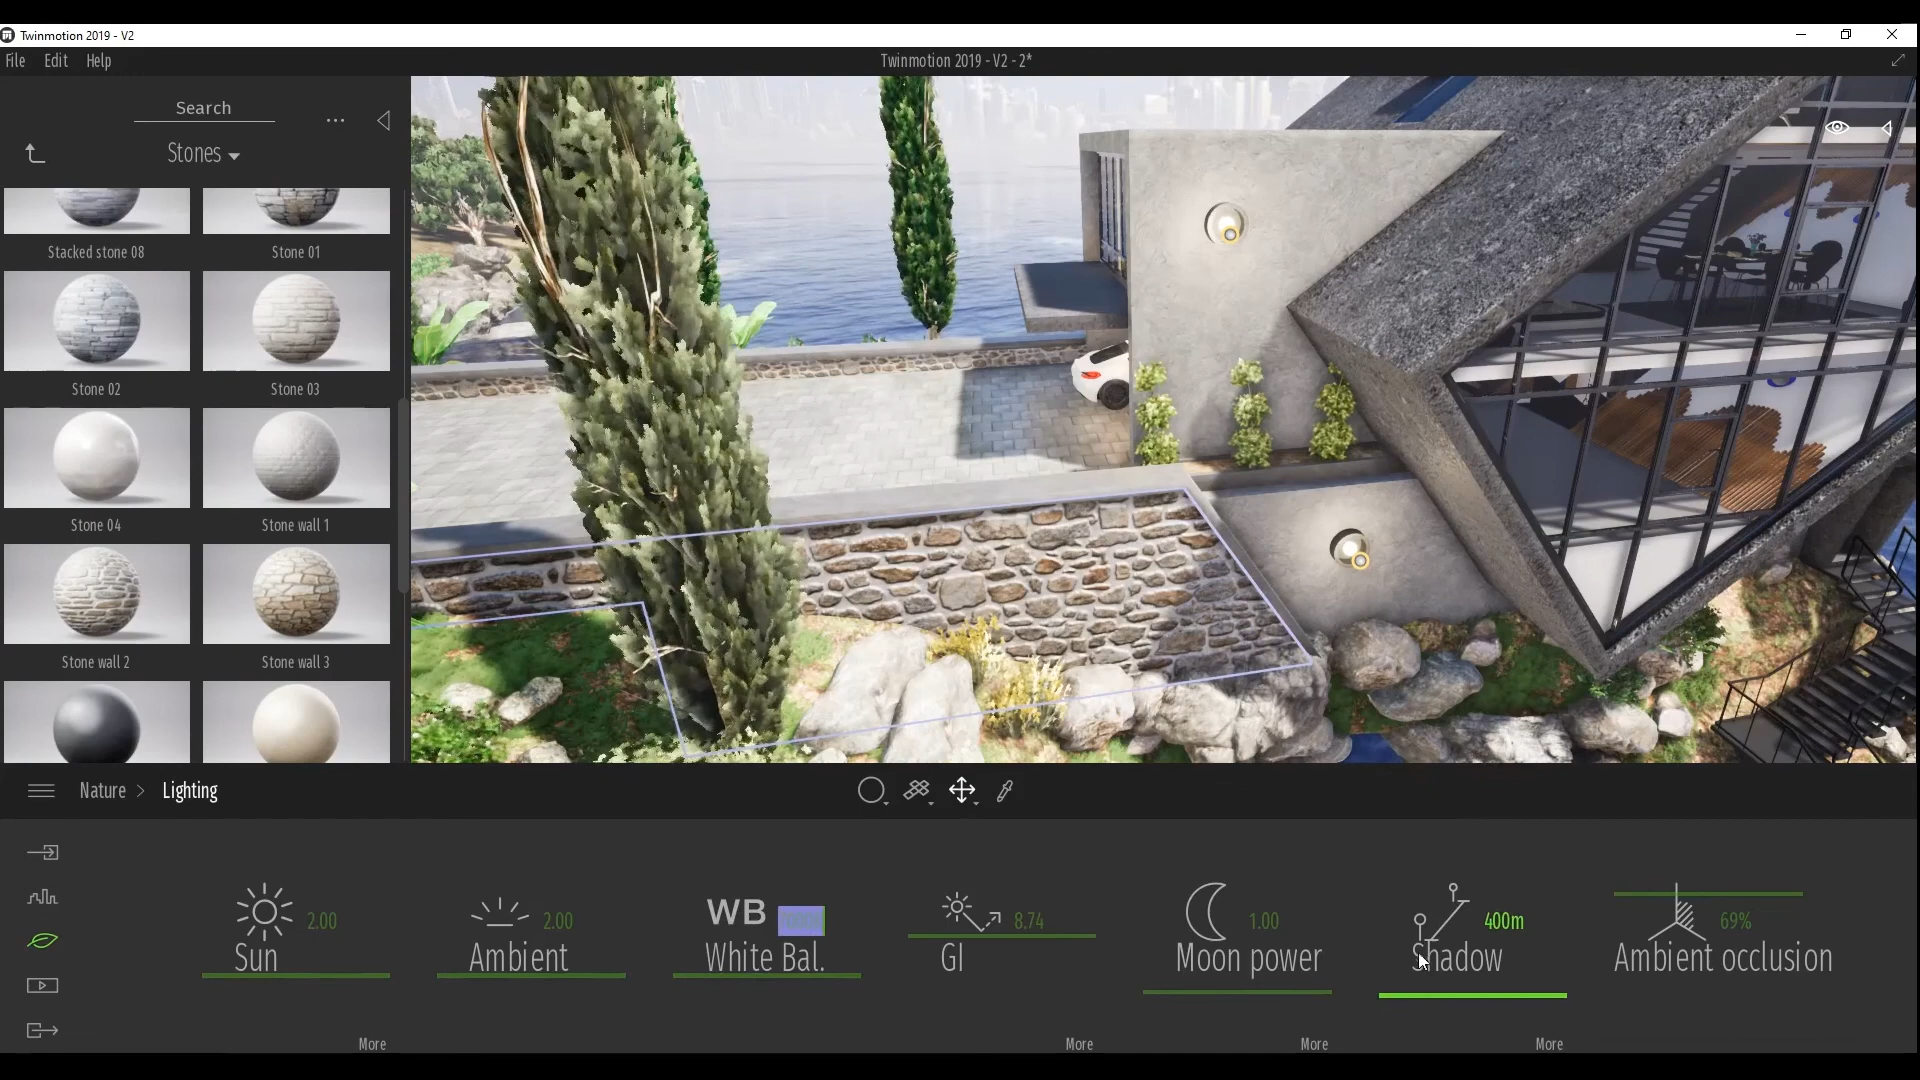 Twinmotion 2019 - V2
File Edit Help
Twinmotion 2019 - V2 - 2*
Search
...
Stones
Stacked stone 08
Stone 01
Stone 02
Stone 03
Stone 04
Stone wall 1
Stone wall 2
Stone wall 3
Nature > Lighting
2.00
Sun
2.00
Ambient
WB
White Bal.
8.74
GI
1.00
Moon power
400m
Shadow
69%
Ambient occlusion
More
More
More
More